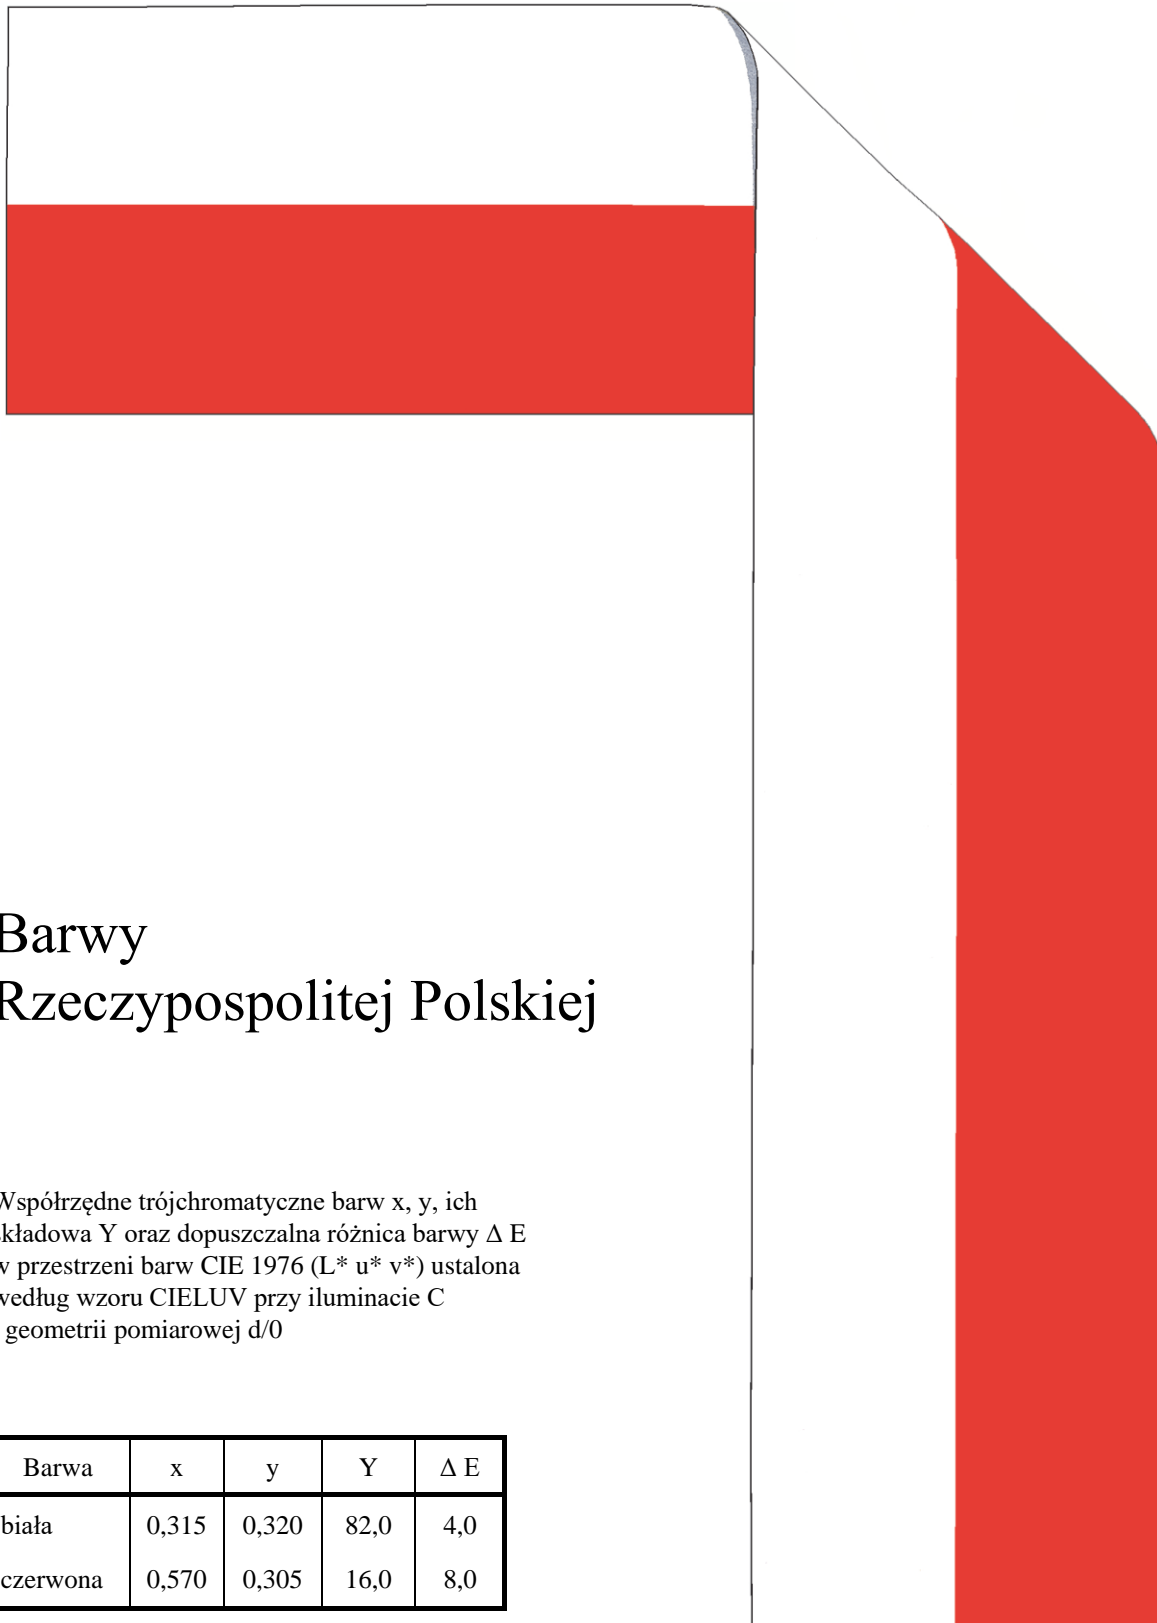 Barwy
Rzeczypospolitej Polskiej
Współrzędne trójchromatyczne barw x, y, ich
składowa Y oraz dopuszczalna różnica barwy Δ E
w przestrzeni barw CIE 1976 (L* u* v*) ustalona
według wzoru CIELUV przy iluminacie C
geometrii pomiarowej d/0
Barwa x y Y Δ E
biała 0,315 0,320 82,0 4,0
czerwona 0,570 0,305 16,0 8,0